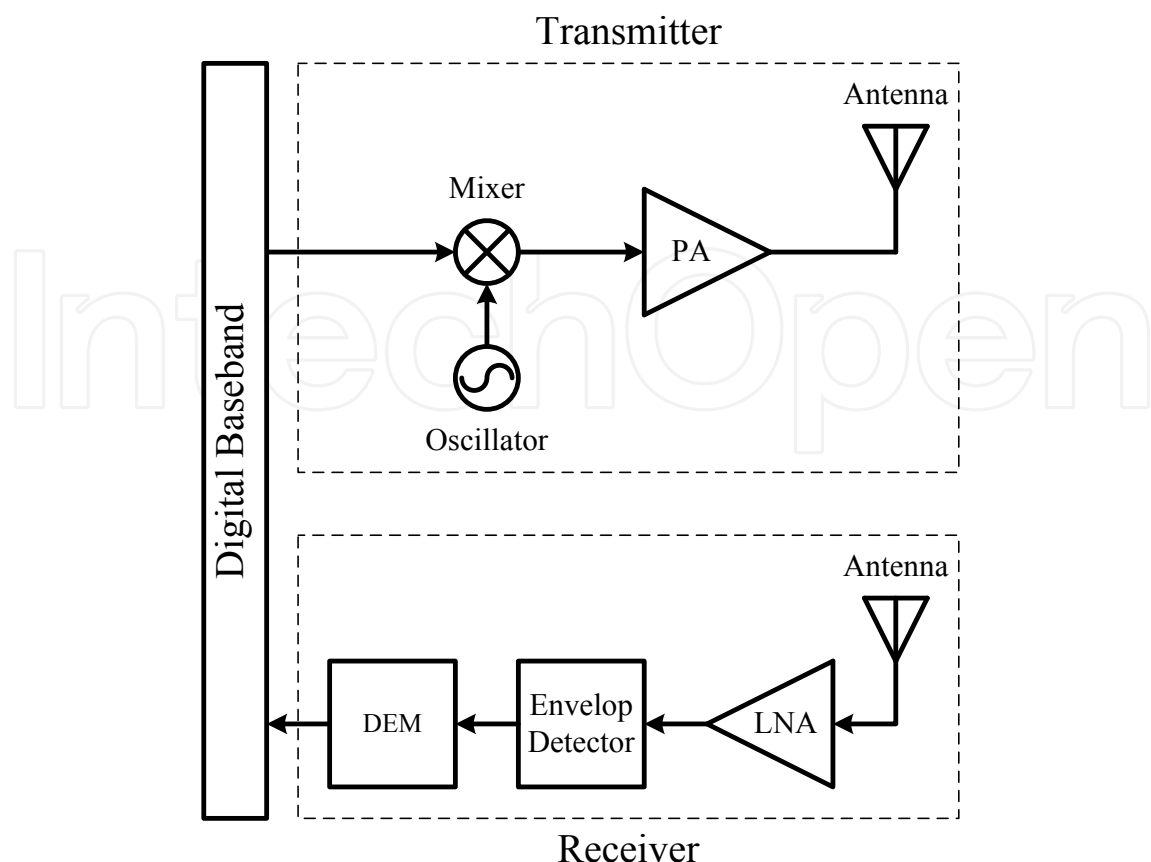 Transmitter
Antenna
Mixer
PA
Oscillator
Digital Baseband
IntechOpen
Antenna
DEM
Envelop
Detector
LNA
Receiver